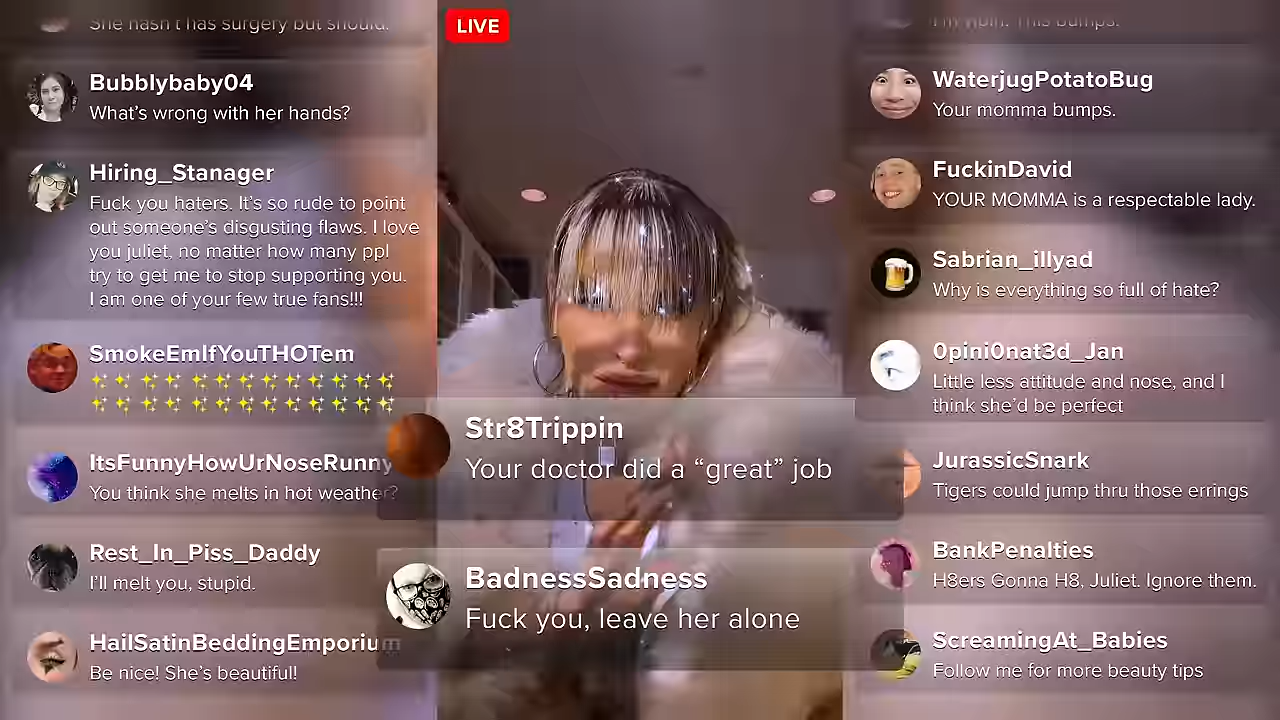 She hasn't has surgery but should.
Bubblybaby04
What's wrong with her hands?
Hiring_Stanager
Fuck you h8ers. It's so rude to point
out someone's disgusting flaws. I love
you juliet, no matter how many ppl
try to get me to stop supporting you.
I am one of your few true fans!!!
SmokeEmIfYouTHOTem
ItsFunnyHowUrNoseRunny
You think she melts in hot weather?
Rest_In_Piss_Daddy
I'll melt you, stupid.
HailSatinBeddingEmporium
Be nice! She's beautiful!
LIVE
Str8Trippin
Your doctor did a “great” job
BadnessSadness
Fuck you, leave her alone
This bumps.
WaterjugPotatoBug
Your momma bumps.
FuckinDavid
YOUR MOMMA is a respectable lady.
Sabrian_illyad
Why is everything so full of hate?
0pini0nat3d_Jan
Little less attitude and nose, and I
think she'd be perfect
JurassicSnark
Tigers could jump thru those errings
BankPenalties
H8ers Gonna H8, Juliet. Ignore them.
ScreamingAt_Babies
Follow me for more beauty tips